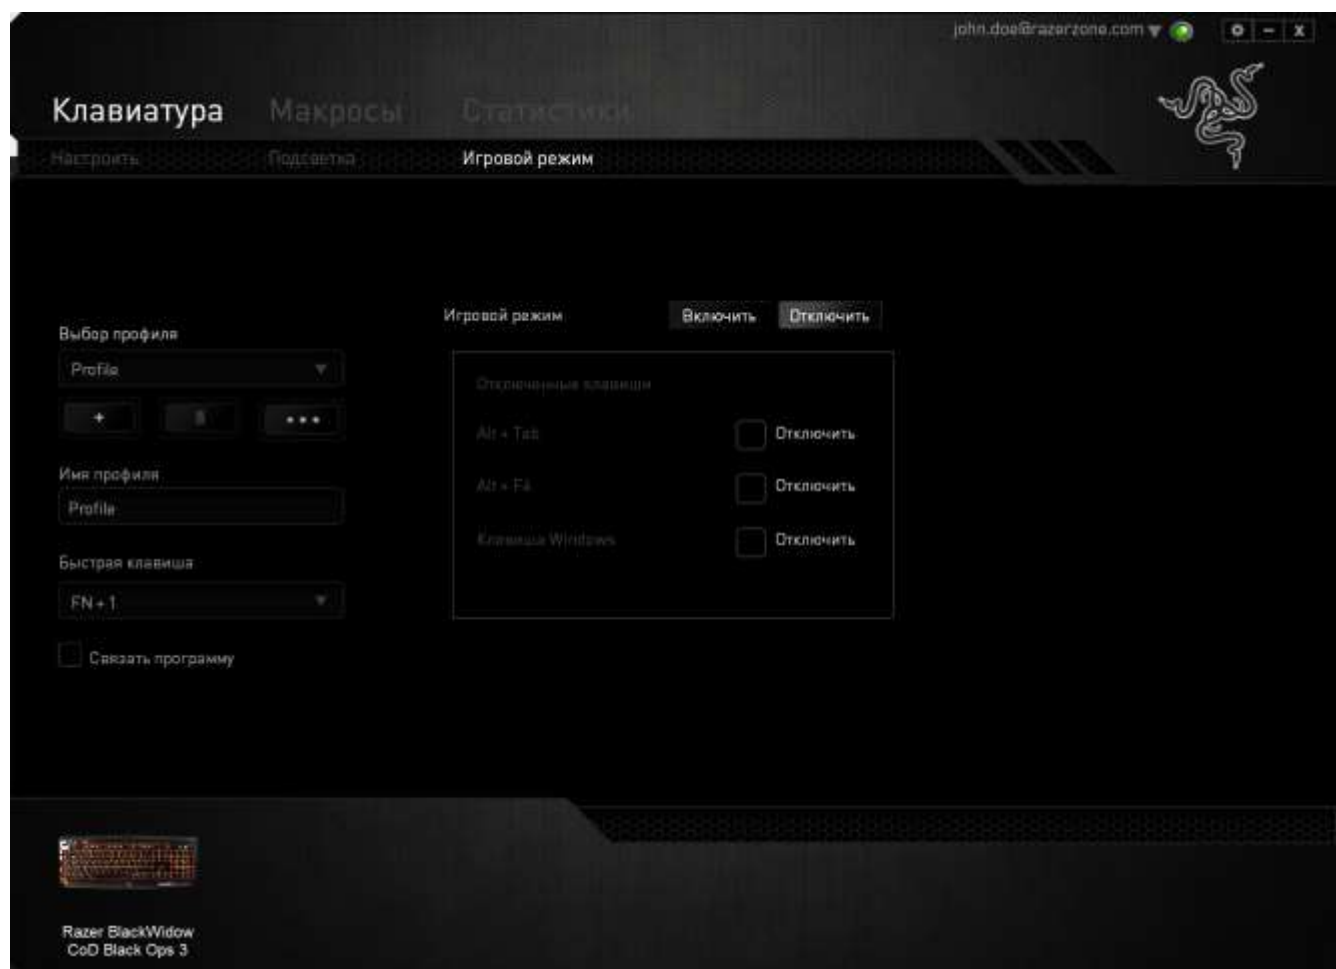 john.doe@razerzone.com
Клавиатура Макросы Статистики
Настроить Подсветка Игровой режим
Игровой режим Включить Отключить
Выбор профиля
Profile
Отключенные клавиши
+
Alt + Tab Отключить
Имя профиля
Alt + F4 Отключить
Profile
Клавиша Windows Отключить
Быстрая клавиша
FN + 1
Связать программу
Razer BlackWidow
CoD Black Ops 3